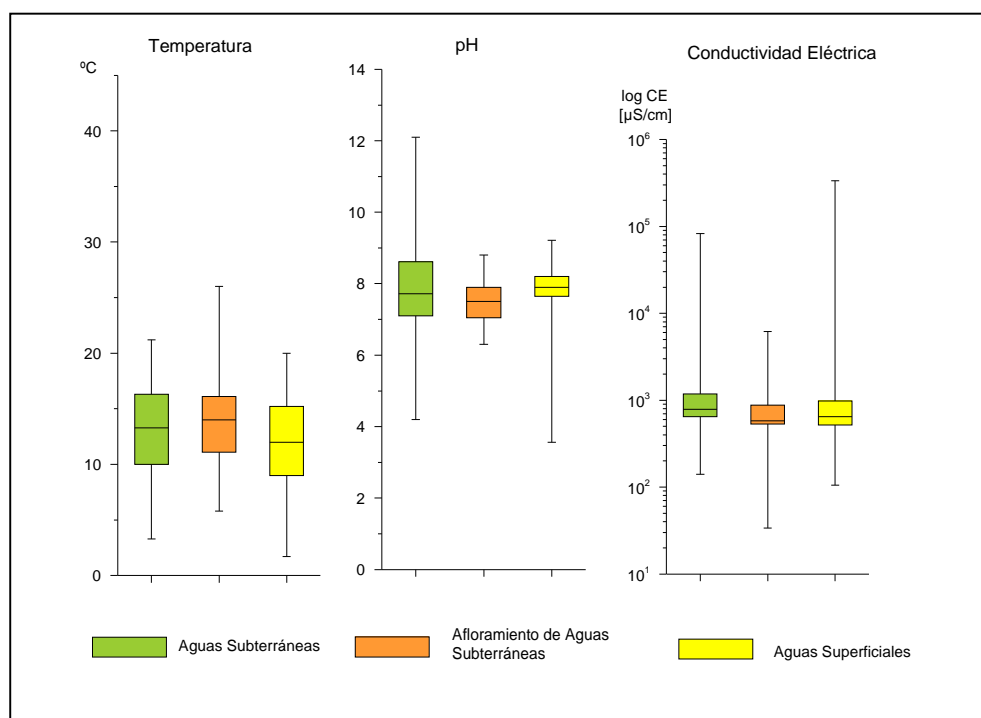 Temperatura
ºC
40
30
20
10
0
pH
14
12
10
8
6
4
2
0
Conductividad Eléctrica
log CE
[µS/cm]
10⁶
10⁵
10⁴
10³
10²
10¹
Aguas Subterráneas
Afloramiento de Aguas
Subterráneas
Aguas Superficiales